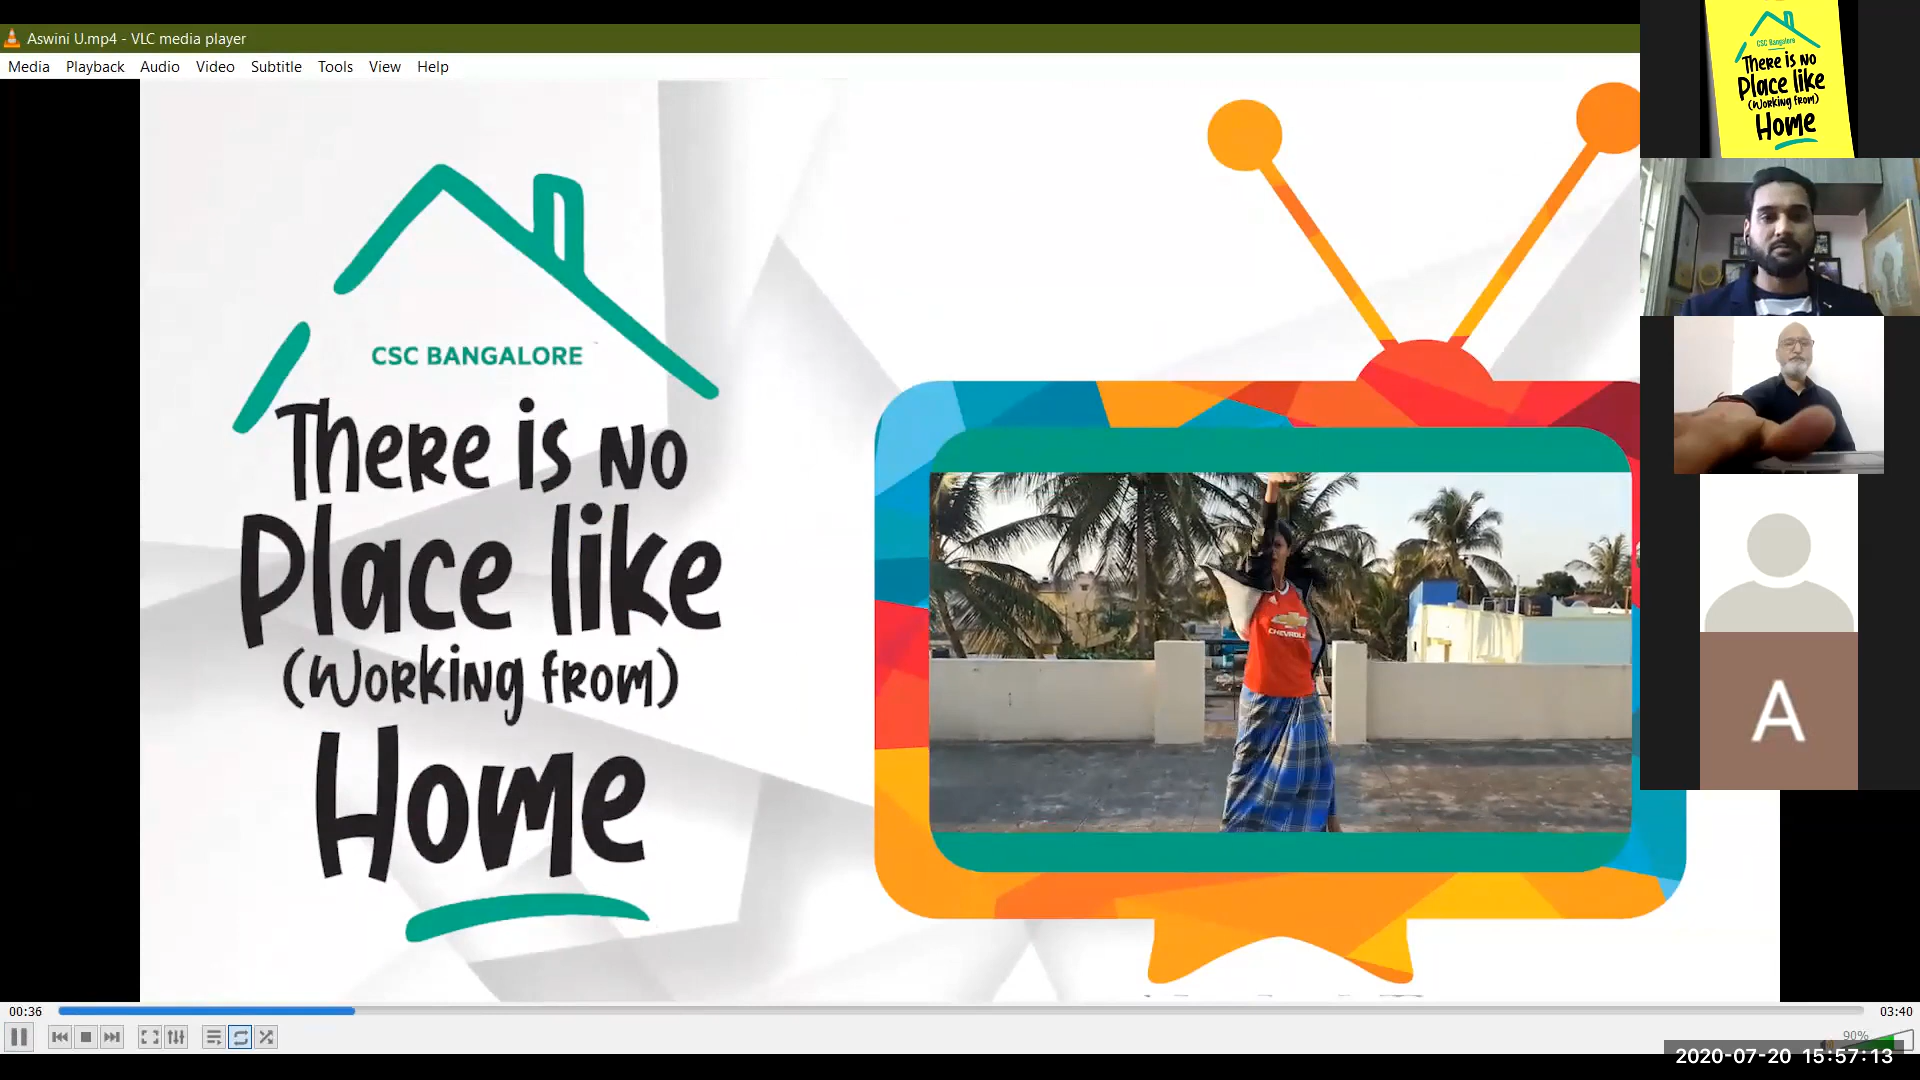 Aswini U.mp4 - VLC media player
Media Playback Audio Video Subtitle Tools View Help
CSC BANGALORE
There is no
Place like
(Working from)
Home
CHEVROLET
CSC Bangalore
There is no
Place like
(Working from)
Home
A
00:36
03:40
90%
2020-07-20 15:57:13